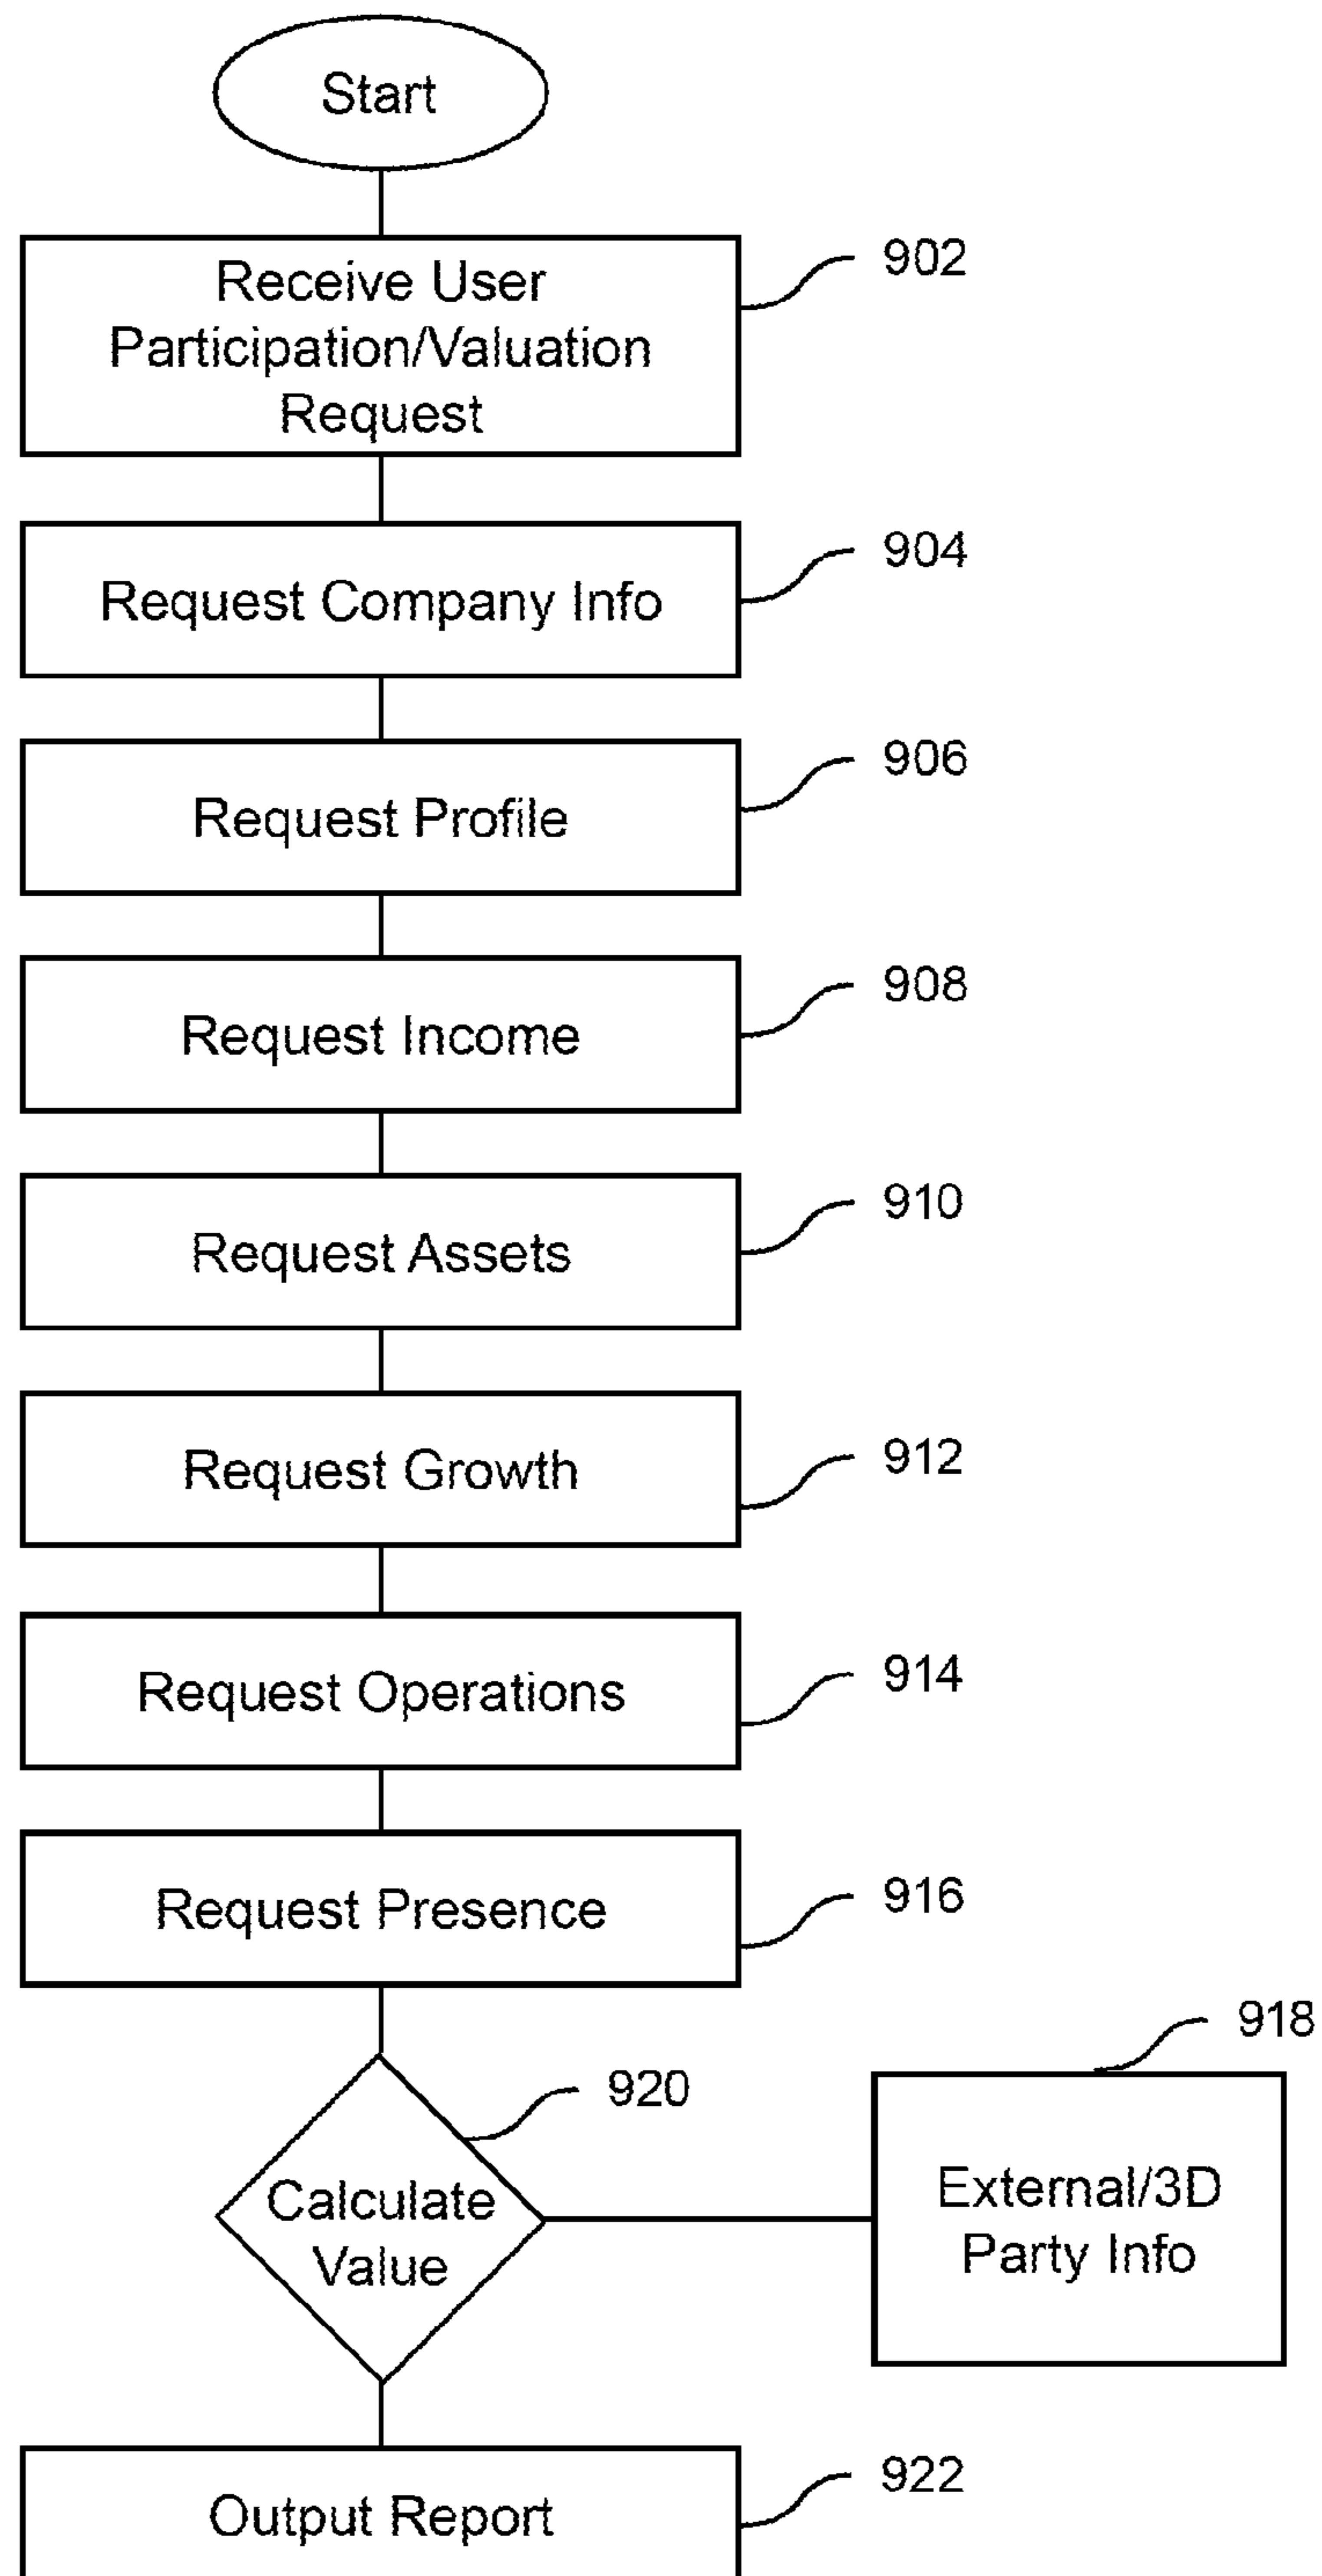 Start
Receive User
Participation/Valuation
Request
902
Request Company Info
904
Request Profile
906
Request Income
908
Request Assets
910
Request Growth
912
Request Operations
914
Request Presence
916
918
920
Calculate
Value
External/3D
Party Info
Output Report
922